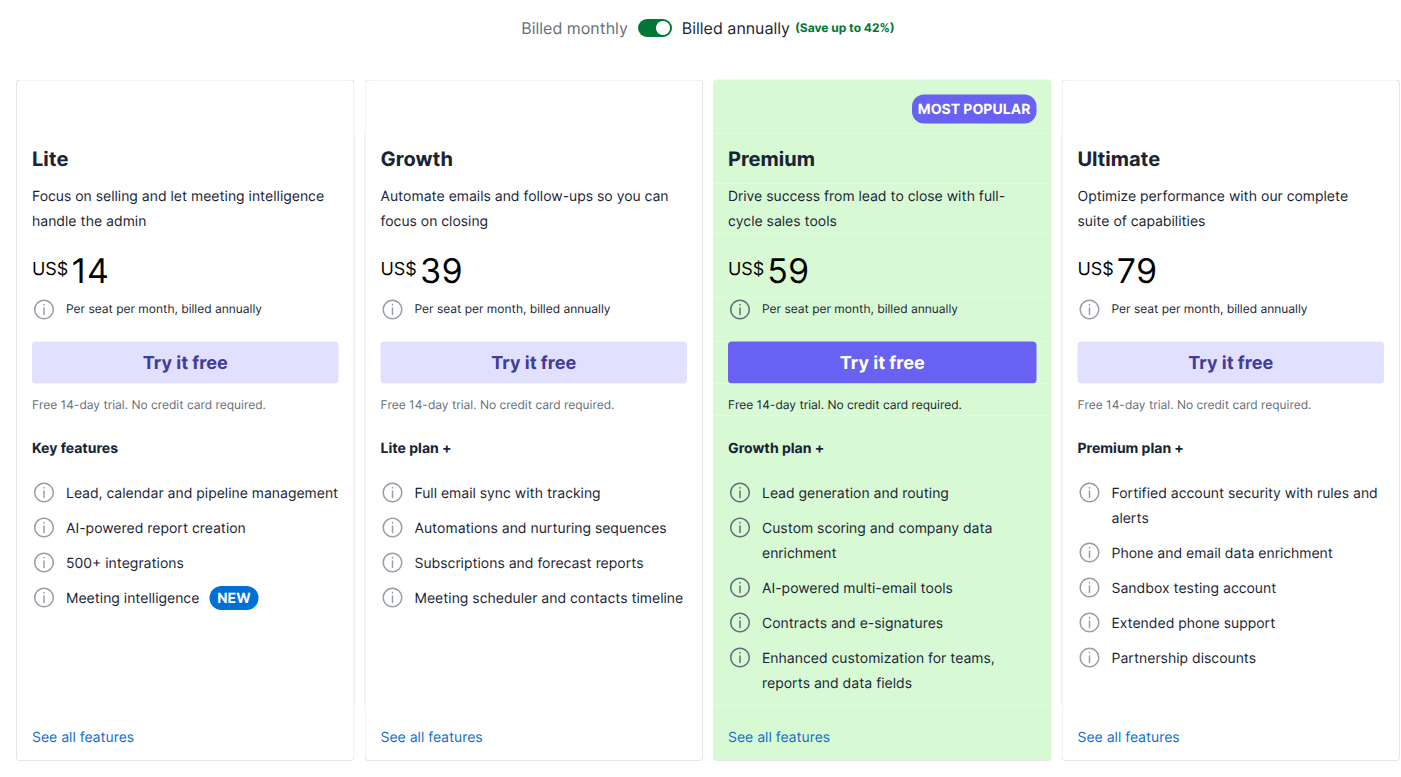 Billed monthly Billed annually (Save up to 42%)
Lite
Focus on selling and let meeting intelligence
handle the admin
US$ 14
Per seat per month, billed annually
Try it free
Free 14-day trial. No credit card required.
Key features
Lead, calendar and pipeline management
AI-powered report creation
500+ integrations
Meeting intelligence NEW
See all features
Growth
Automate emails and follow-ups so you can
focus on closing
US$ 39
Per seat per month, billed annually
Try it free
Free 14-day trial. No credit card required.
Lite plan +
Full email sync with tracking
Automations and nurturing sequences
Subscriptions and forecast reports
Meeting scheduler and contacts timeline
See all features
MOST POPULAR
Premium
Drive success from lead to close with full-
cycle sales tools
US$ 59
Per seat per month, billed annually
Try it free
Free 14-day trial. No credit card required.
Growth plan +
Lead generation and routing
Custom scoring and company data
enrichment
AI-powered multi-email tools
Contracts and e-signatures
Enhanced customization for teams,
reports and data fields
See all features
Ultimate
Optimize performance with our complete
suite of capabilities
US$ 79
Per seat per month, billed annually
Try it free
Free 14-day trial. No credit card required.
Premium plan +
Fortified account security with rules and
alerts
Phone and email data enrichment
Sandbox testing account
Extended phone support
Partnership discounts
See all features